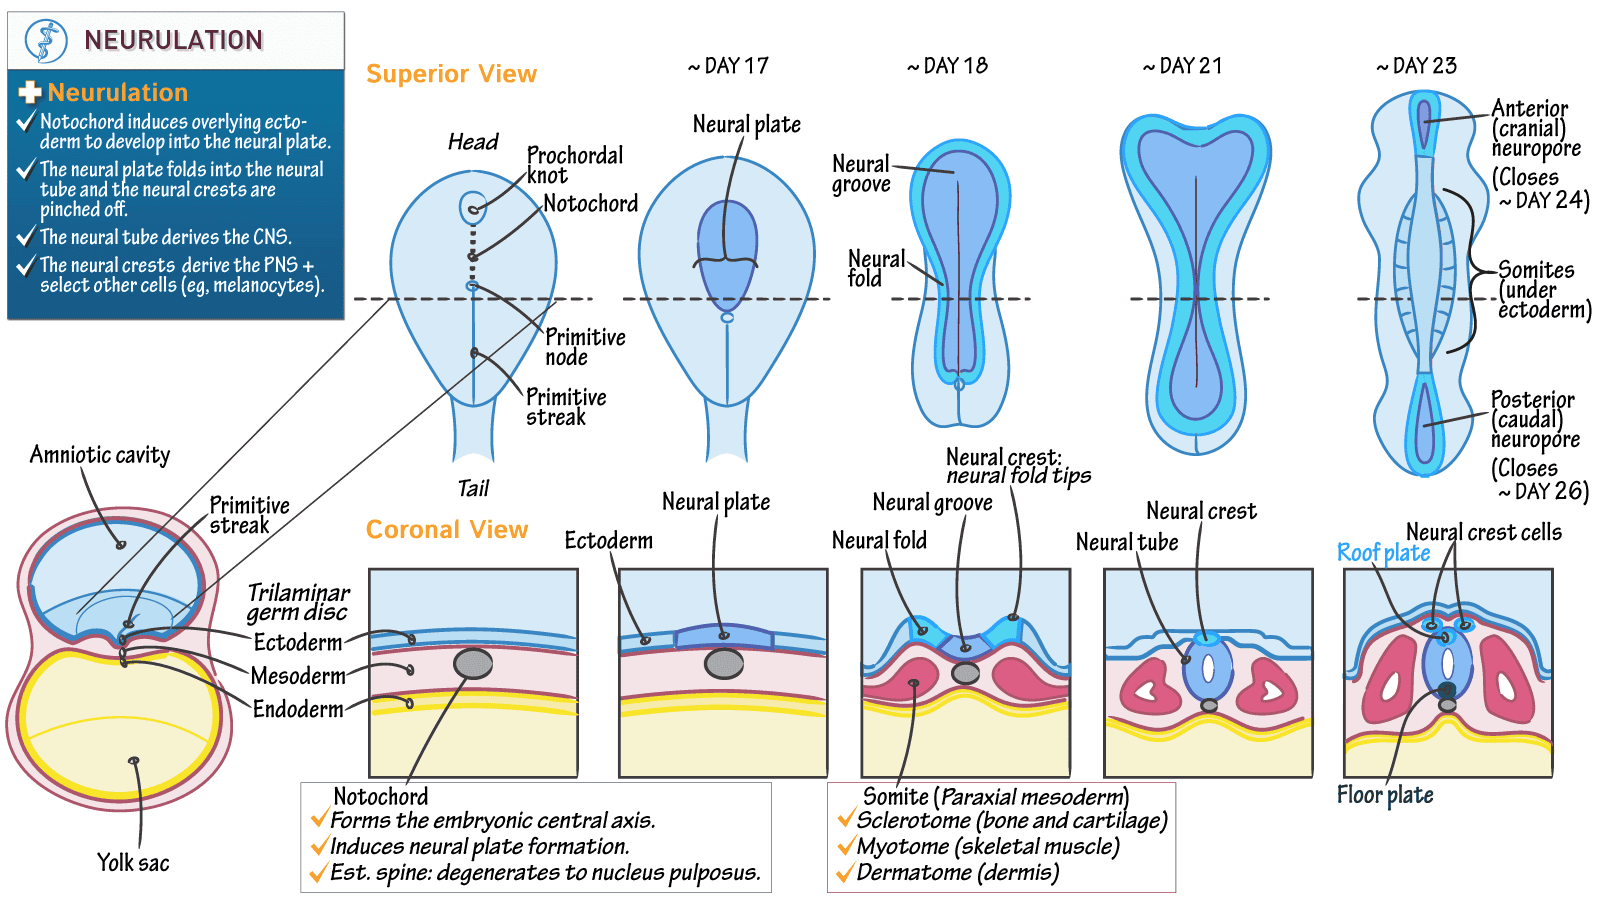 NEURULATION
Neurulation
Notochord induces overlying ecto-
derm to develop into the neural plate.
The neural plate folds into the neural
tube and the neural crests are
pinched off.
The neural tube derives the CNS.
The neural crests derive the PNS +
select other cells (eg, melanocytes).
Superior View
~ DAY 17
~ DAY 18
~ DAY 21
~ DAY 23
Head
Prochordal
knot
Notochord
Primitive
node
Primitive
streak
Tail
Neural plate
Neural
groove
Neural
fold
Anterior
(cranial)
neuropore
(Closes
~ DAY 24)
Somites
(under
ectoderm)
Posterior
(caudal)
neuropore
(Closes
~ DAY 26)
Amniotic cavity
Primitive
streak
Trilaminar
germ disc
Ectoderm
Mesoderm
Endoderm
Yolk sac
Coronal View
Ectoderm
Neural plate
Neural fold
Neural groove
Neural crest:
neural fold tips
Neural tube
Neural crest
Roof plate
Neural crest cells
Floor plate
Notochord
Forms the embryonic central axis.
Induces neural plate formation.
Est. spine: degenerates to nucleus pulposus.
Somite (Paraxial mesoderm)
Sclerotome (bone and cartilage)
Myotome (skeletal muscle)
Dermatome (dermis)